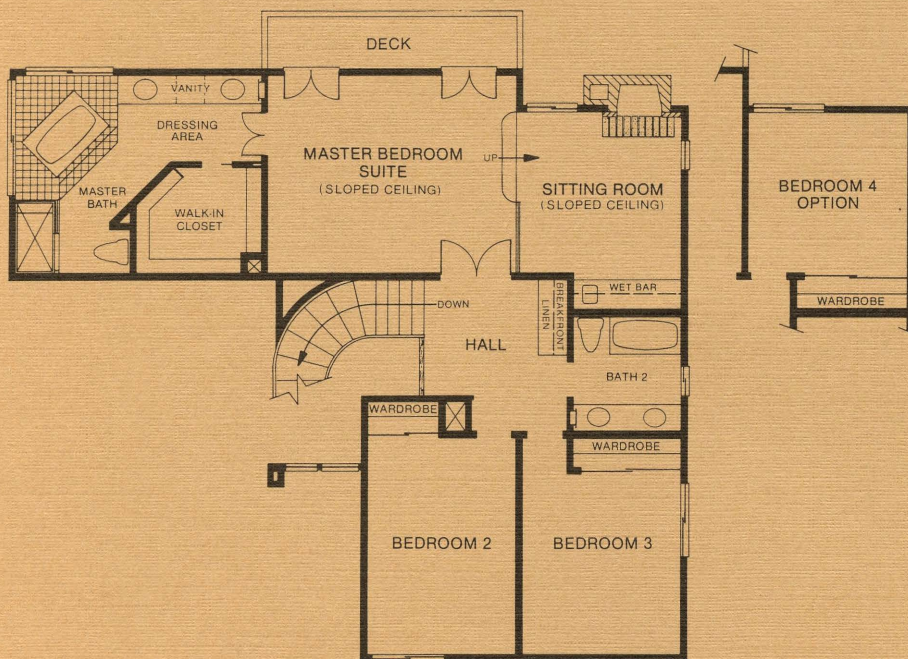 DECK
VANITY
DRESSING
AREA
MASTER
BATH
WALK-IN
CLOSET
MASTER BEDROOM
SUITE
(SLOPED CEILING)
UP
SITTING ROOM
(SLOPED CEILING)
BEDROOM 4
OPTION
WARDROBE
WET BAR
BREAKFRONT
LINEN
DOWN
HALL
BATH 2
WARDROBE
WARDROBE
BEDROOM 2
BEDROOM 3